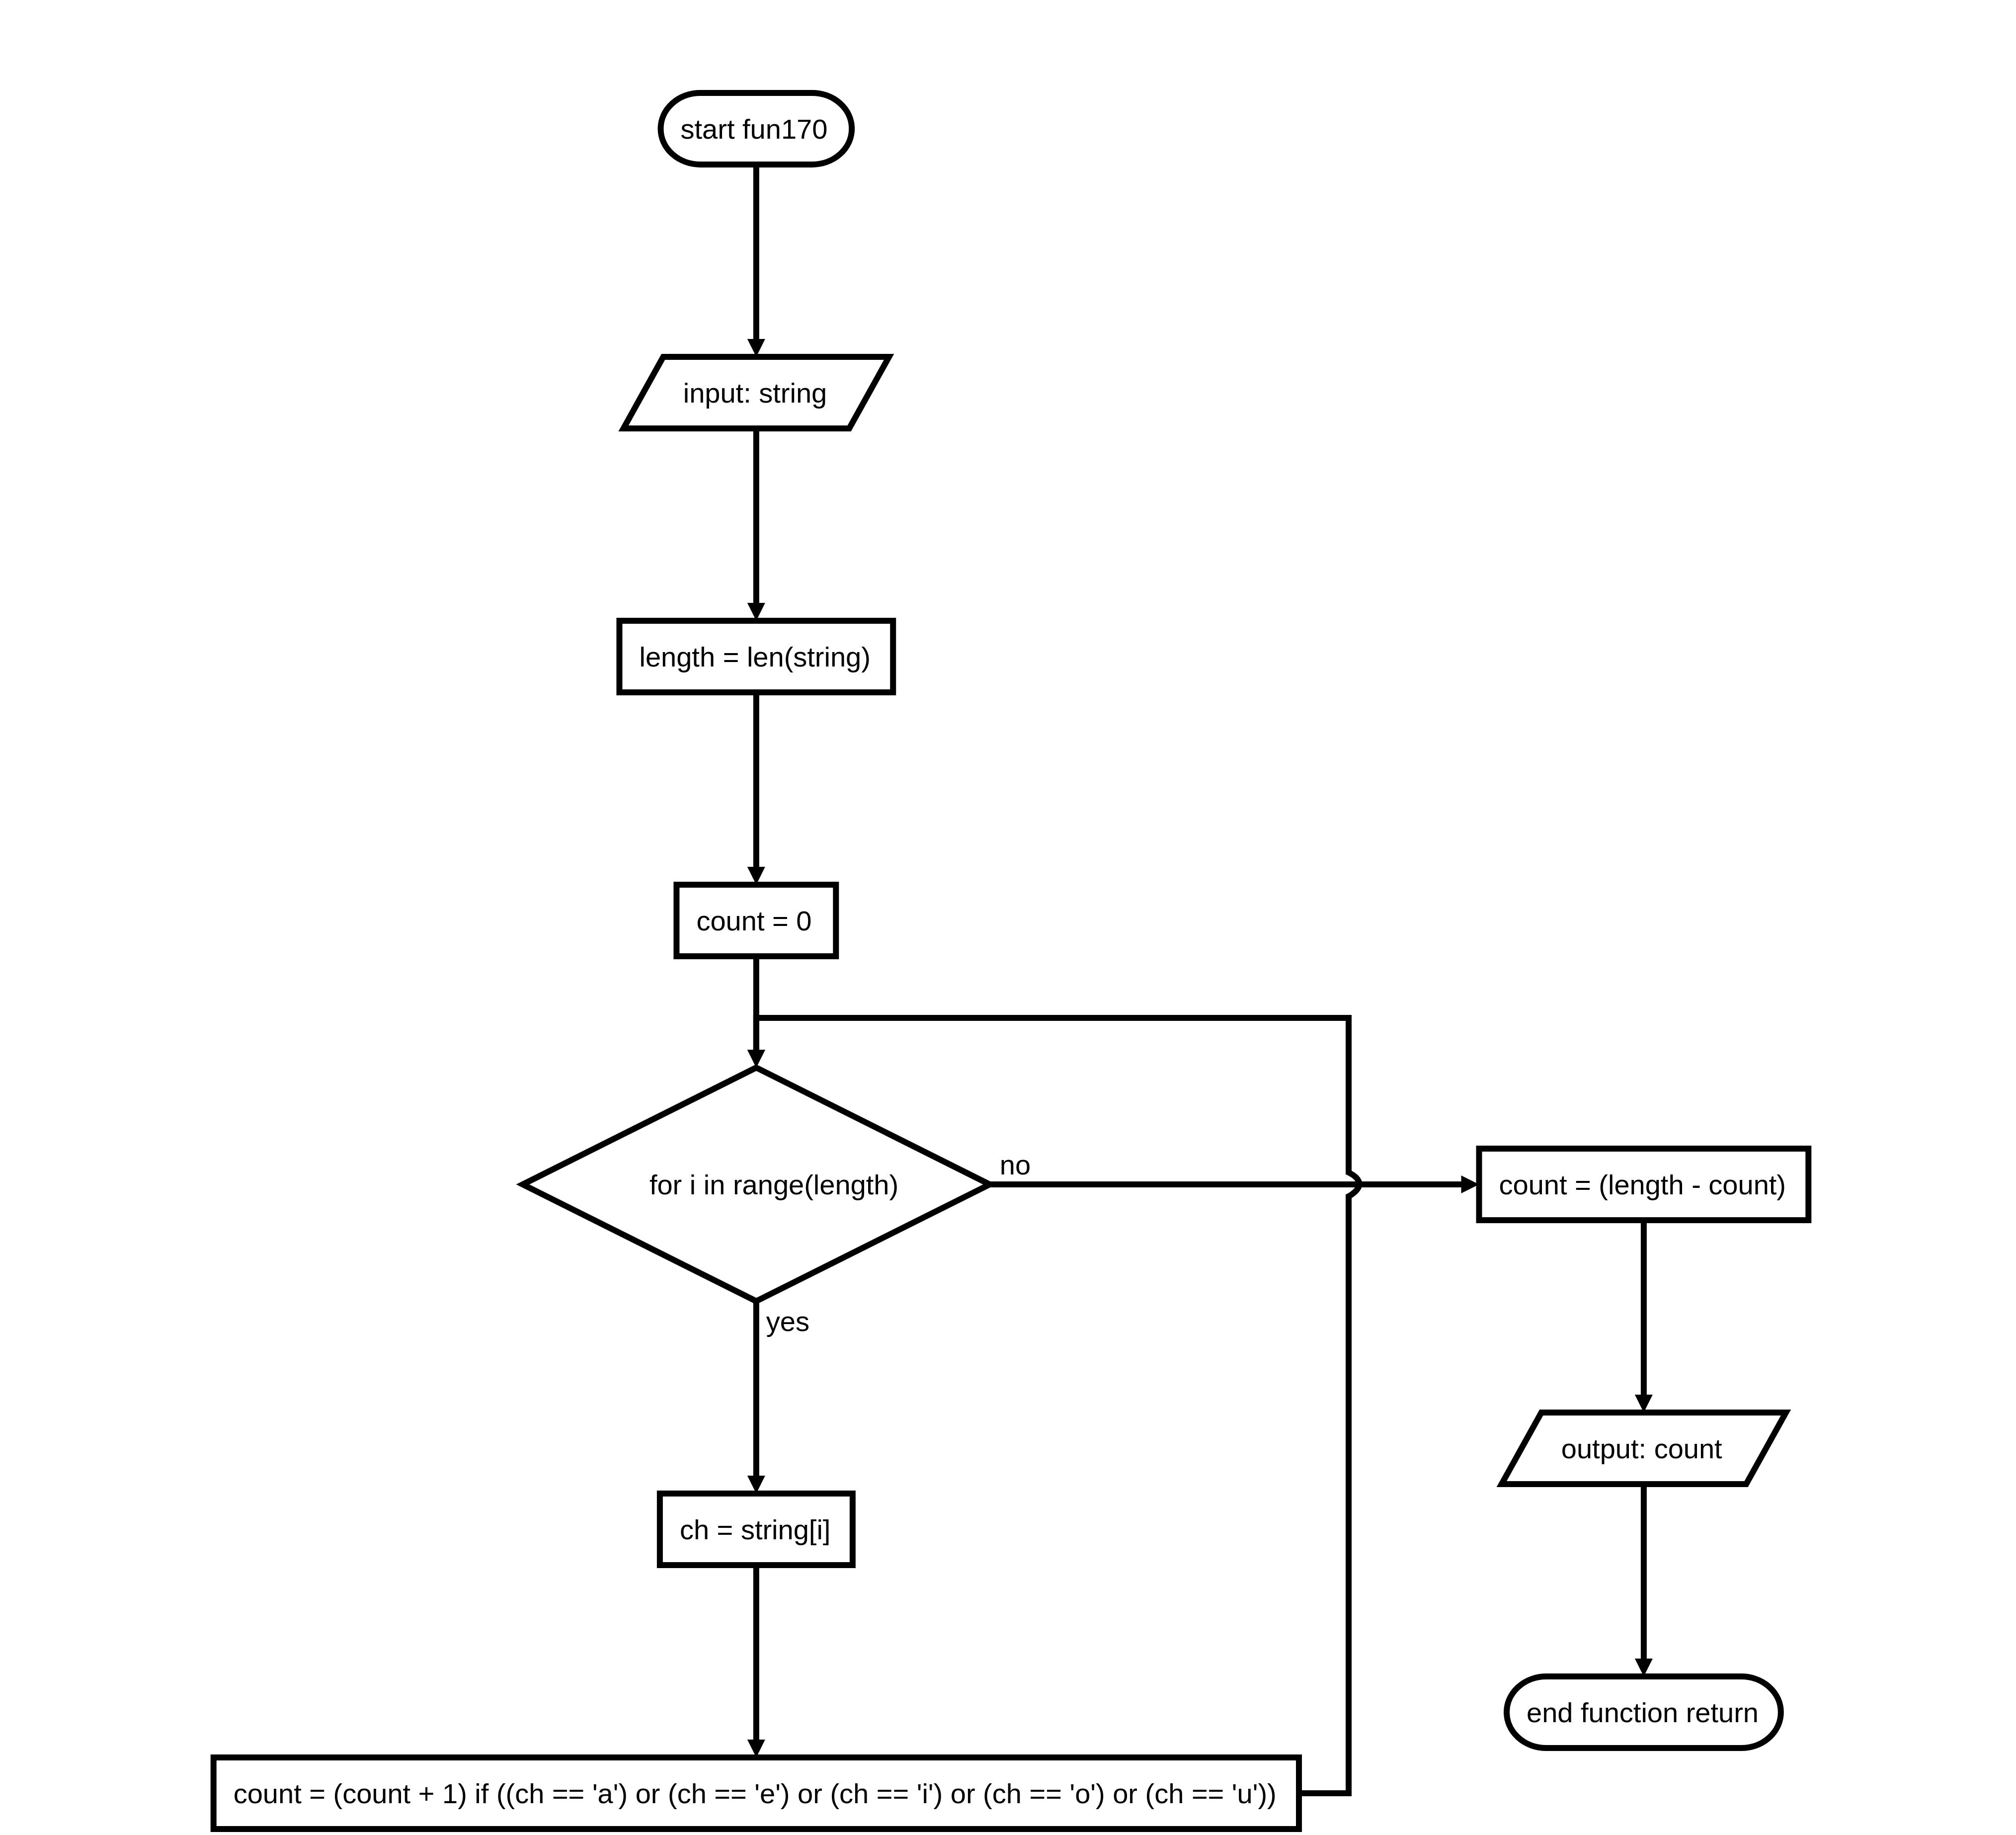 start fun170
input: string
length = len(string)
count = 0
for i in range(length)
no
count = (length - count)
yes
output: count
ch = string[i]
end function return
count = (count + 1) if ((ch == 'a') or (ch == 'e') or (ch == 'i') or (ch == 'o') or (ch == 'u'))